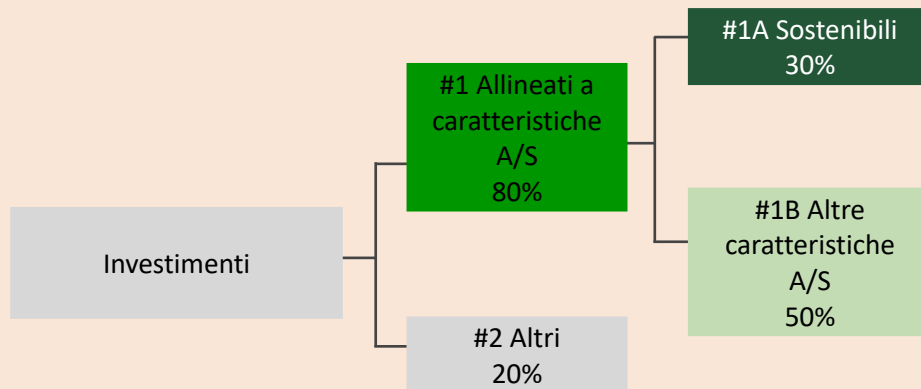 #1A Sostenibili
30%
#1 Allineati a
caratteristiche
A/S
80%
#1B Altre
caratteristiche
A/S
50%
Investimenti
#2 Altri
20%